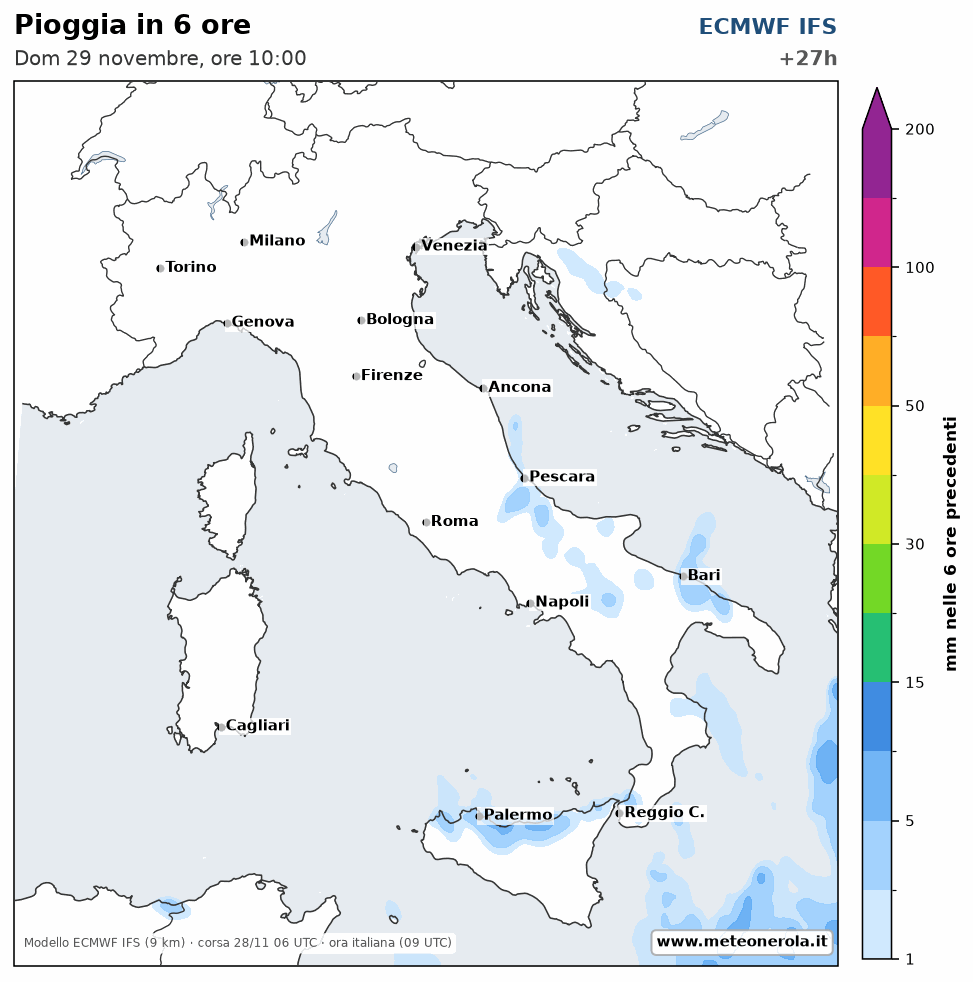 Pioggia in 6 ore
ECMWF IFS
Dom 29 novembre, ore 10:00
+27h
200
Milano
Venezia
Torino
100
Genova
Bologna
Firenze
Ancona
50
Pescara
Roma
30
Bari
Napoli
15
Cagliari
Palermo
Reggio C.
5
1
mm nelle 6 ore precedenti
Modello ECMWF IFS (9 km) · corsa 28/11 06 UTC · ora italiana (09 UTC)
www.meteonerola.it